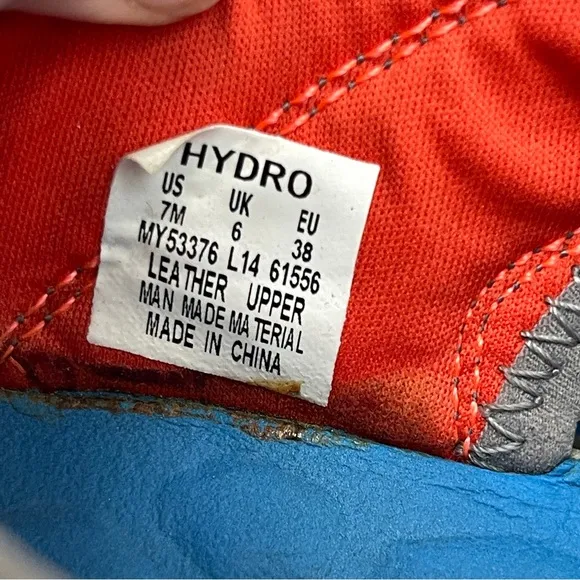 HYDRO
US UK EU
7M 6 38
MY53376 L14 61556
LEATHER UPPER
MAN MADE MATERIAL
MADE IN CHINA